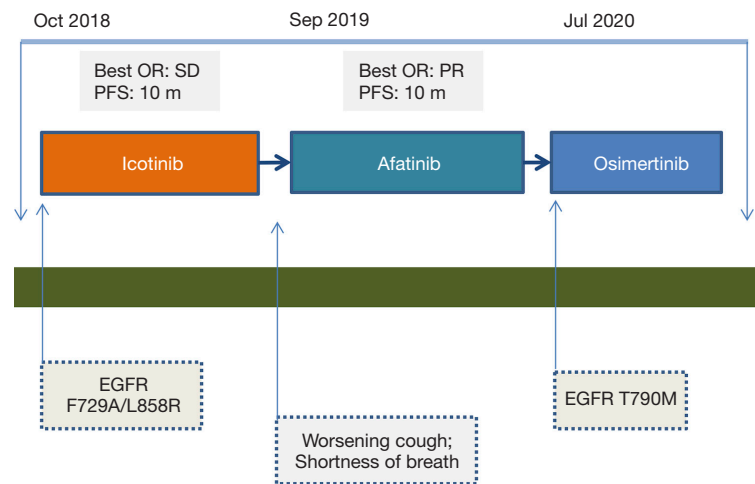 Oct 2018
Sep 2019
Jul 2020
Best OR: SD
PFS: 10 m
Best OR: PR
PFS: 10 m
Icotinib
Afatinib
Osimertinib
EGFR
F729A/L858R
Worsening cough;
Shortness of breath
EGFR T790M